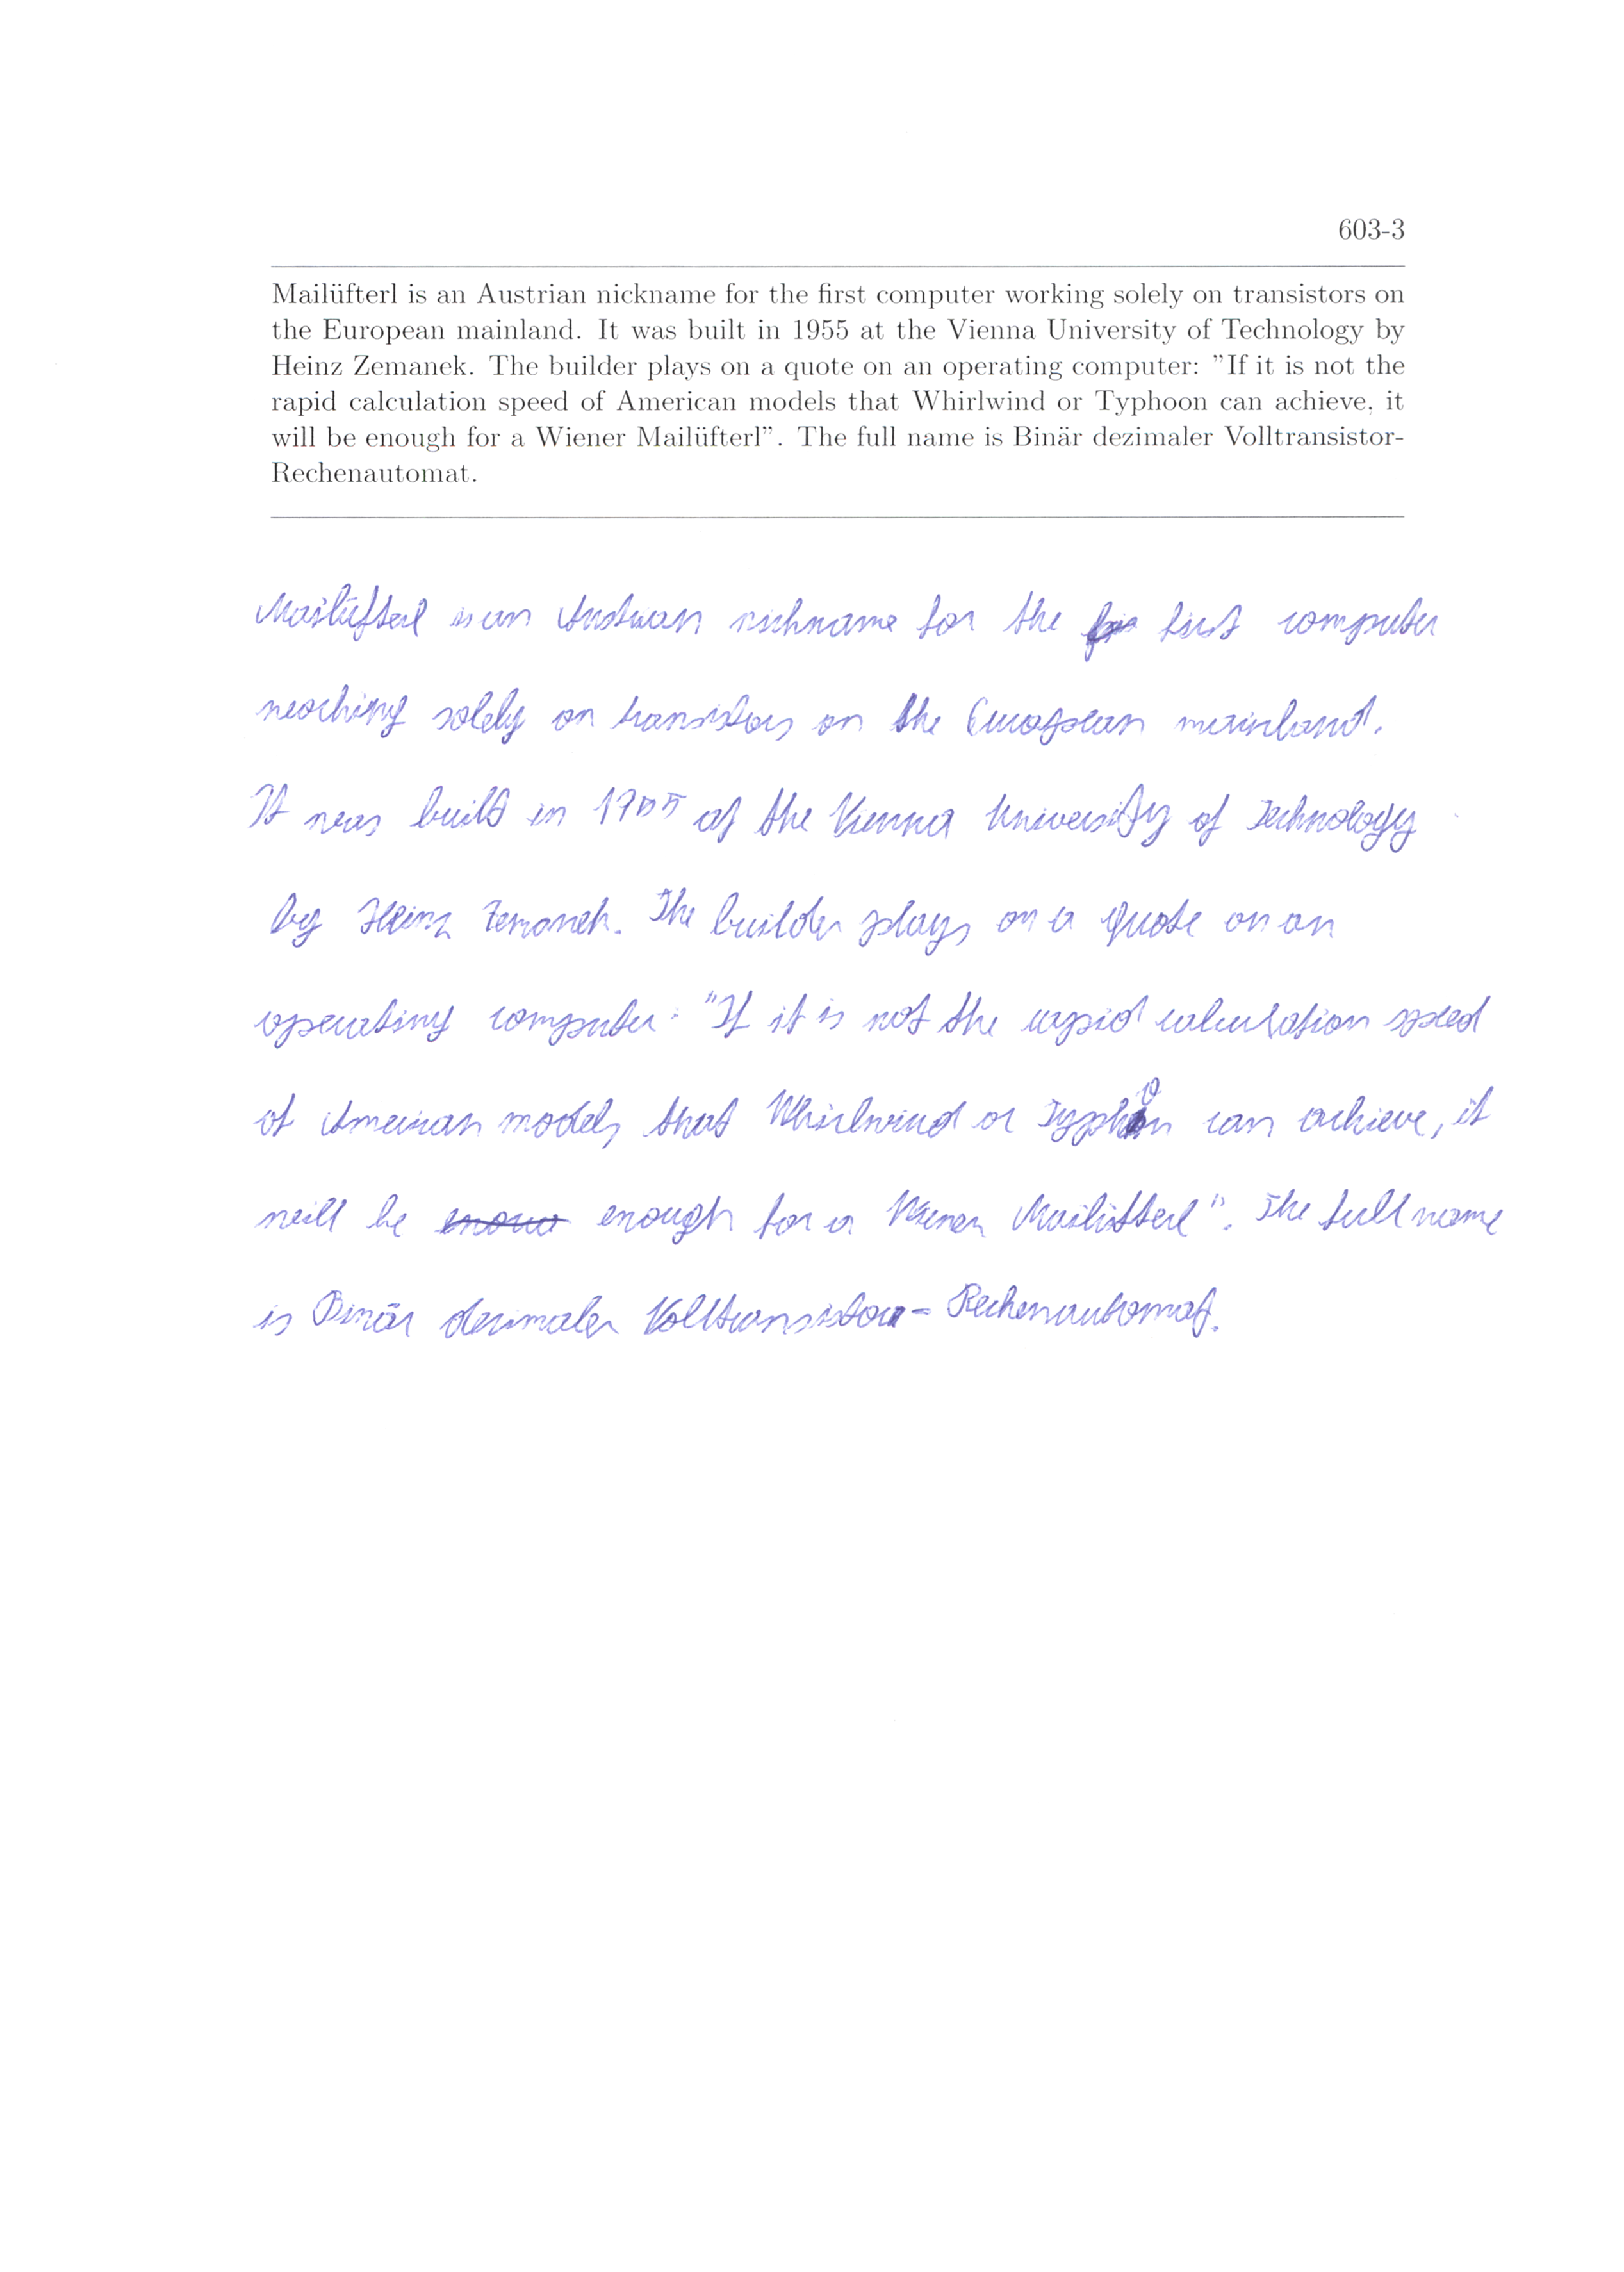 603-3
Mailüfterl is an Austrian nickname for the first computer working solely on transistors on
the European mainland. It was built in 1955 at the Vienna University of Technology by
Heinz Zemanek. The builder plays on a quote on an operating computer: "If it is not the
rapid calculation speed of American models that Whirlwind or Typhoon can achieve, it
will be enough for a Wiener Mailüfterl". The full name is Binär dezimaler Volltransistor-
Rechenautomat.
Mailüfterl is an Austrian nickname for the first computer
working solely on transistors on the European mainland.
It was built in 1955 at the Vienna University of Technology
by Heinz Zemanek. The builder plays on a quote on an
operating computer: "If it is not the rapid calculation speed
of American models that Whirlwind or Typhoon can achieve, it
will be enough for a Wiener Mailüfterl". The full name
is Binär dezimaler Volltransistor-Rechenautomat.